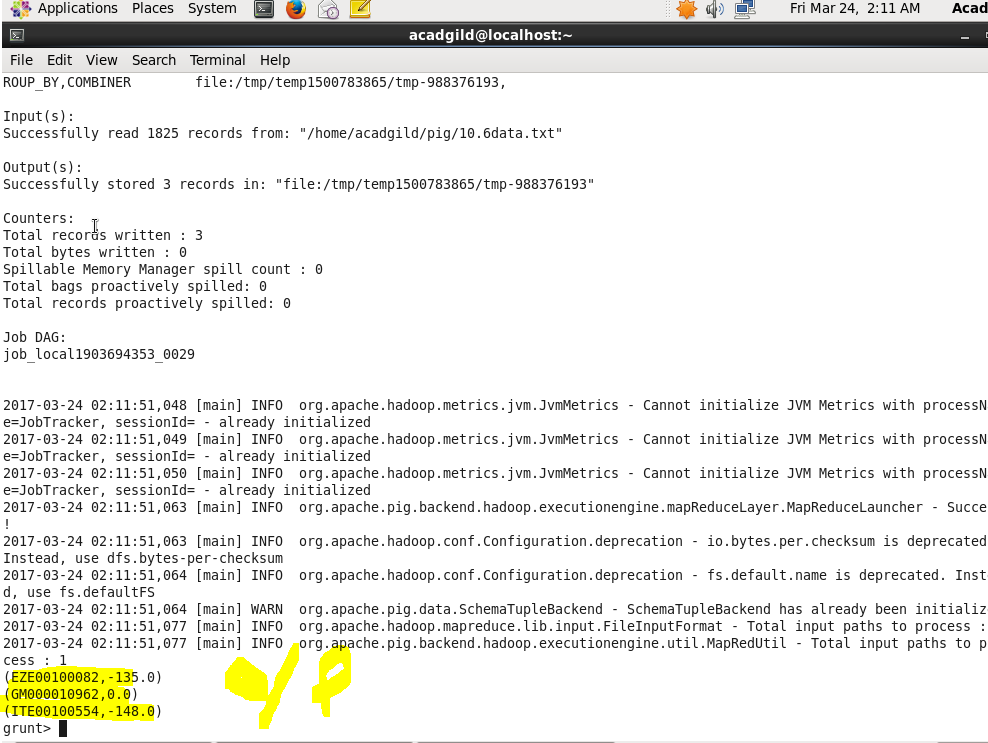 Applications Places System Fri Mar 24, 2:11 AM Acad
acadgild@localhost:~
File Edit View Search Terminal Help
ROUP_BY,COMBINER file:/tmp/temp1500783865/tmp-988376193,
Input(s):
Successfully read 1825 records from: "/home/acadgild/pig/10.6data.txt"
Output(s):
Successfully stored 3 records in: "file:/tmp/temp1500783865/tmp-988376193"
Counters:
Total records written : 3
Total bytes written : 0
Spillable Memory Manager spill count : 0
Total bags proactively spilled: 0
Total records proactively spilled: 0
Job DAG:
job_local1903694353_0029
2017-03-24 02:11:51,048 [main] INFO org.apache.hadoop.metrics.jvm.JvmMetrics - Cannot initialize JVM Metrics with processN
e=JobTracker, sessionId= - already initialized
2017-03-24 02:11:51,049 [main] INFO org.apache.hadoop.metrics.jvm.JvmMetrics - Cannot initialize JVM Metrics with processN
e=JobTracker, sessionId= - already initialized
2017-03-24 02:11:51,050 [main] INFO org.apache.hadoop.metrics.jvm.JvmMetrics - Cannot initialize JVM Metrics with processN
e=JobTracker, sessionId= - already initialized
2017-03-24 02:11:51,063 [main] INFO org.apache.pig.backend.hadoop.executionengine.mapReduceLayer.MapReduceLauncher - Succe
!
2017-03-24 02:11:51,063 [main] INFO org.apache.hadoop.conf.Configuration.deprecation - io.bytes.per.checksum is deprecated
Instead, use dfs.bytes-per-checksum
2017-03-24 02:11:51,064 [main] INFO org.apache.hadoop.conf.Configuration.deprecation - fs.default.name is deprecated. Inst
d, use fs.defaultFS
2017-03-24 02:11:51,064 [main] WARN org.apache.pig.data.SchemaTupleBackend - SchemaTupleBackend has already been initializ
2017-03-24 02:11:51,077 [main] INFO org.apache.hadoop.mapreduce.lib.input.FileInputFormat - Total input paths to process :
2017-03-24 02:11:51,077 [main] INFO org.apache.pig.backend.hadoop.executionengine.util.MapRedUtil - Total input paths to p
cess : 1
(EZE00100082,-135.0)
(GM000010962,0.0)
(ITE00100554,-148.0)
O/P
grunt>